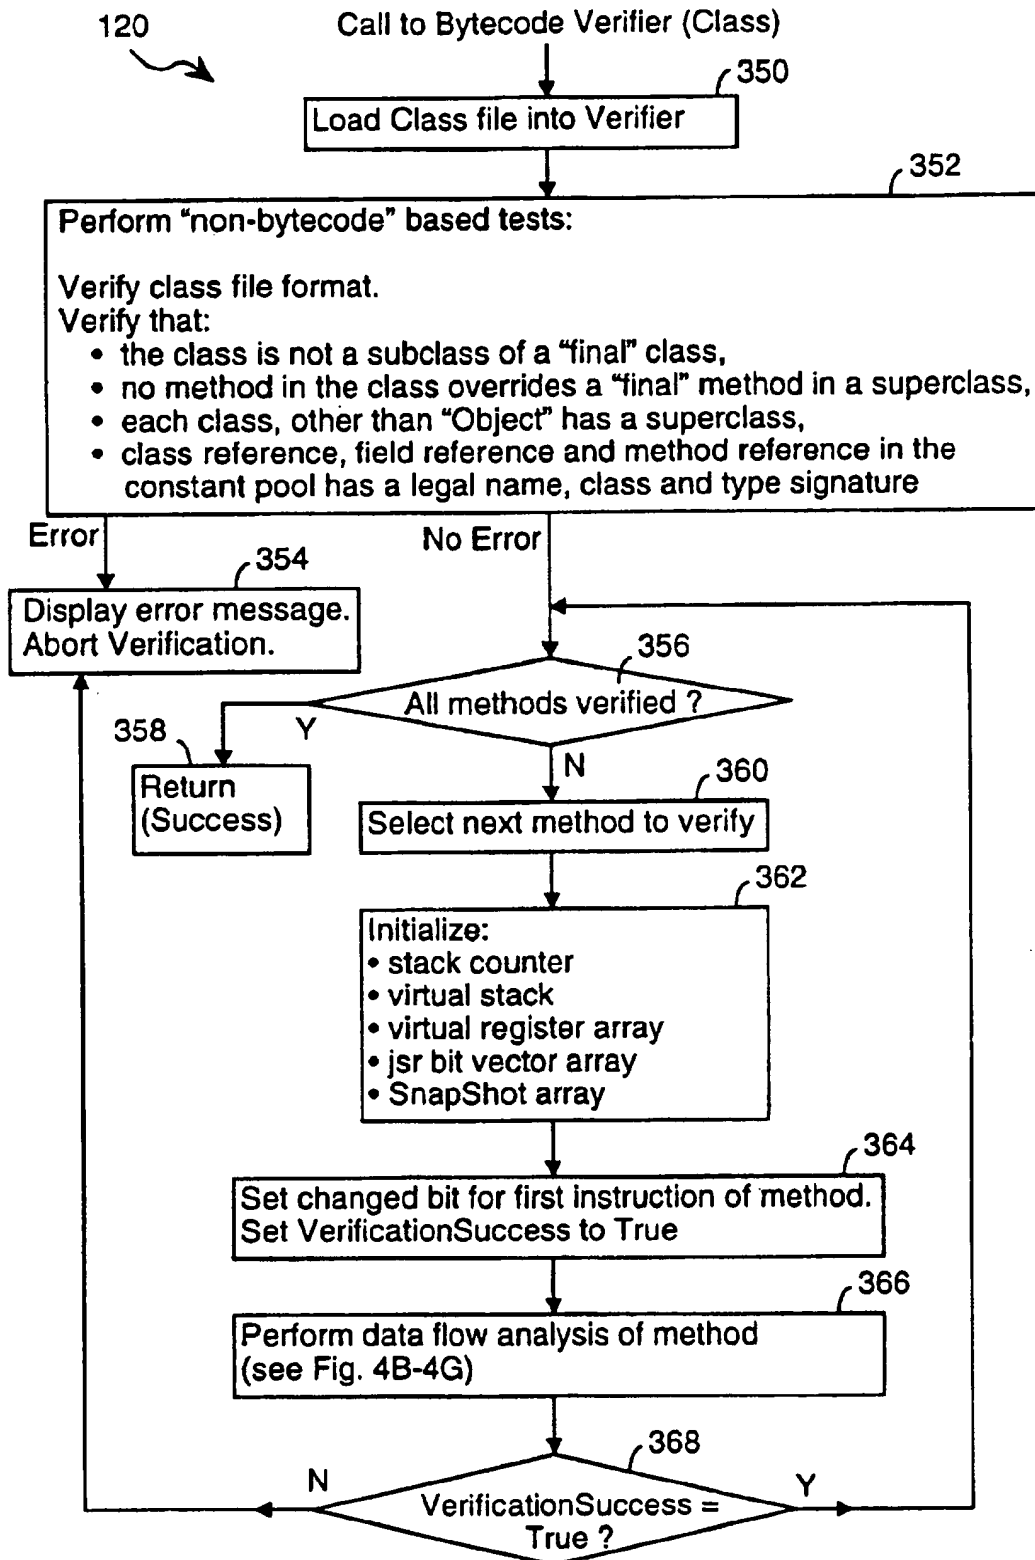 120
Call to Bytecode Verifier (Class)
350
Load Class file into Verifier
352
Perform "non-bytecode" based tests:
Verify class file format.
Verify that:
• the class is not a subclass of a "final" class,
• no method in the class overrides a "final" method in a superclass,
• each class, other than "Object" has a superclass,
• class reference, field reference and method reference in the
constant pool has a legal name, class and type signature
Error
No Error
354
Display error message.
Abort Verification.
356
All methods verified ?
Y
358
N
360
Return
(Success)
Select next method to verify
362
Initialize:
• stack counter
• virtual stack
• virtual register array
• jsr bit vector array
• SnapShot array
364
Set changed bit for first instruction of method.
Set VerificationSuccess to True
366
Perform data flow analysis of method
(see Fig. 4B-4G)
368
N
Y
VerificationSuccess =
True ?